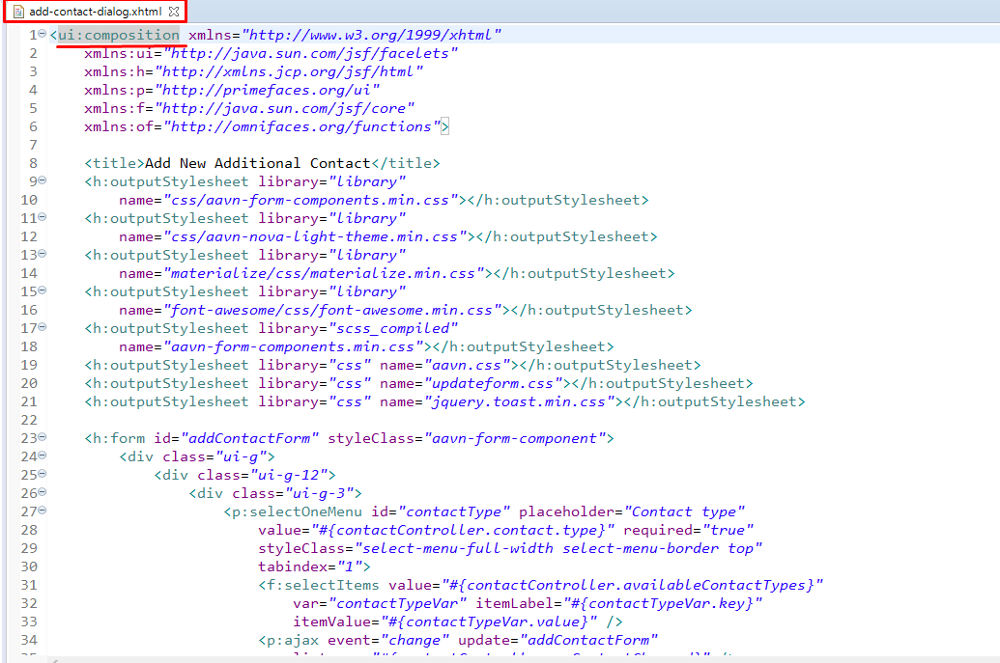 add-contact-dialog.xhtml
1 <ui:composition xmlns="http://www.w3.org/1999/xhtml"
2 xmlns:ui="http://java.sun.com/jsf/facelets"
3 xmlns:h="http://xmlns.jcp.org/jsf/html"
4 xmlns:p="http://primefaces.org/ui"
5 xmlns:f="http://java.sun.com/jsf/core"
6 xmlns:of="http://omnifaces.org/functions">
7
8 <title>Add New Additional Contact</title>
9 <h:outputStylesheet library="library"
10 name="css/aavn-form-components.min.css"></h:outputStylesheet>
11 <h:outputStylesheet library="library"
12 name="css/aavn-nova-light-theme.min.css"></h:outputStylesheet>
13 <h:outputStylesheet library="library"
14 name="materialize/css/materialize.min.css"></h:outputStylesheet>
15 <h:outputStylesheet library="library"
16 name="font-awesome/css/font-awesome.min.css"></h:outputStylesheet>
17 <h:outputStylesheet library="scss_compiled"
18 name="aavn-form-components.min.css"></h:outputStylesheet>
19 <h:outputStylesheet library="css" name="aavn.css"></h:outputStylesheet>
20 <h:outputStylesheet library="css" name="updateform.css"></h:outputStylesheet>
21 <h:outputStylesheet library="css" name="jquery.toast.min.css"></h:outputStylesheet>
22
23 <h:form id="addContactForm" styleClass="aavn-form-component">
24 <div class="ui-g">
25 <div class="ui-g-12">
26 <div class="ui-g-3">
27 <p:selectOneMenu id="contactType" placeholder="Contact type"
28 value="#{contactController.contact.type}" required="true"
29 styleClass="select-menu-full-width select-menu-border top"
30 tabindex="1">
31 <f:selectItems value="#{contactController.availableContactTypes}"
32 var="contactTypeVar" itemLabel="#{contactTypeVar.key}"
33 itemValue="#{contactTypeVar.value}" />
34 <p:ajax event="change" update="addContactForm"